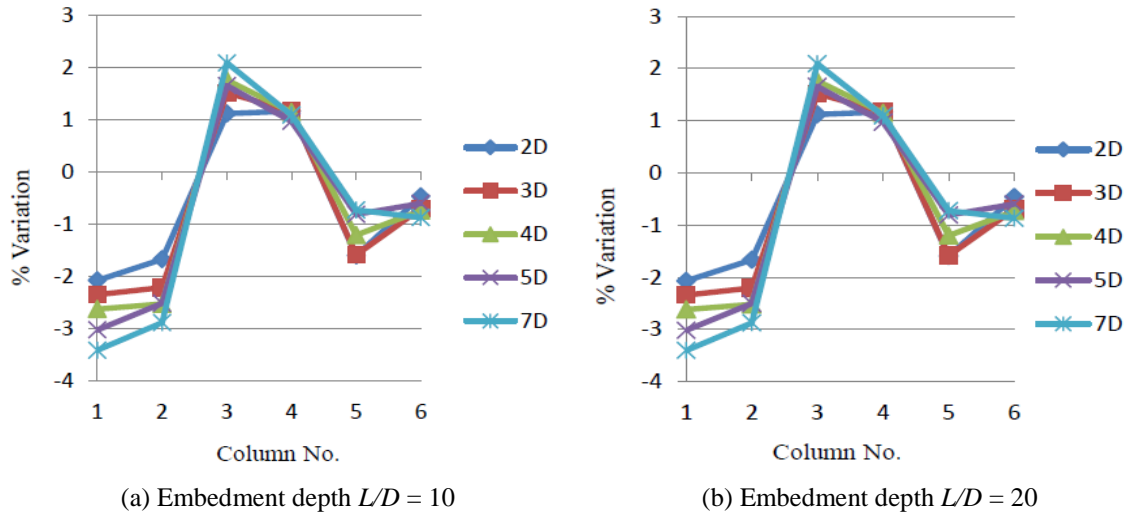 3
2
1
0
-1
-2
-3
-4
% Variation
1 2 3 4 5 6
Column No.
2D
3D
4D
5D
7D
(a) Embedment depth L/D = 10
3
2
1
0
-1
-2
-3
-4
% Variation
1 2 3 4 5 6
Column No.
2D
3D
4D
5D
7D
(b) Embedment depth L/D = 20